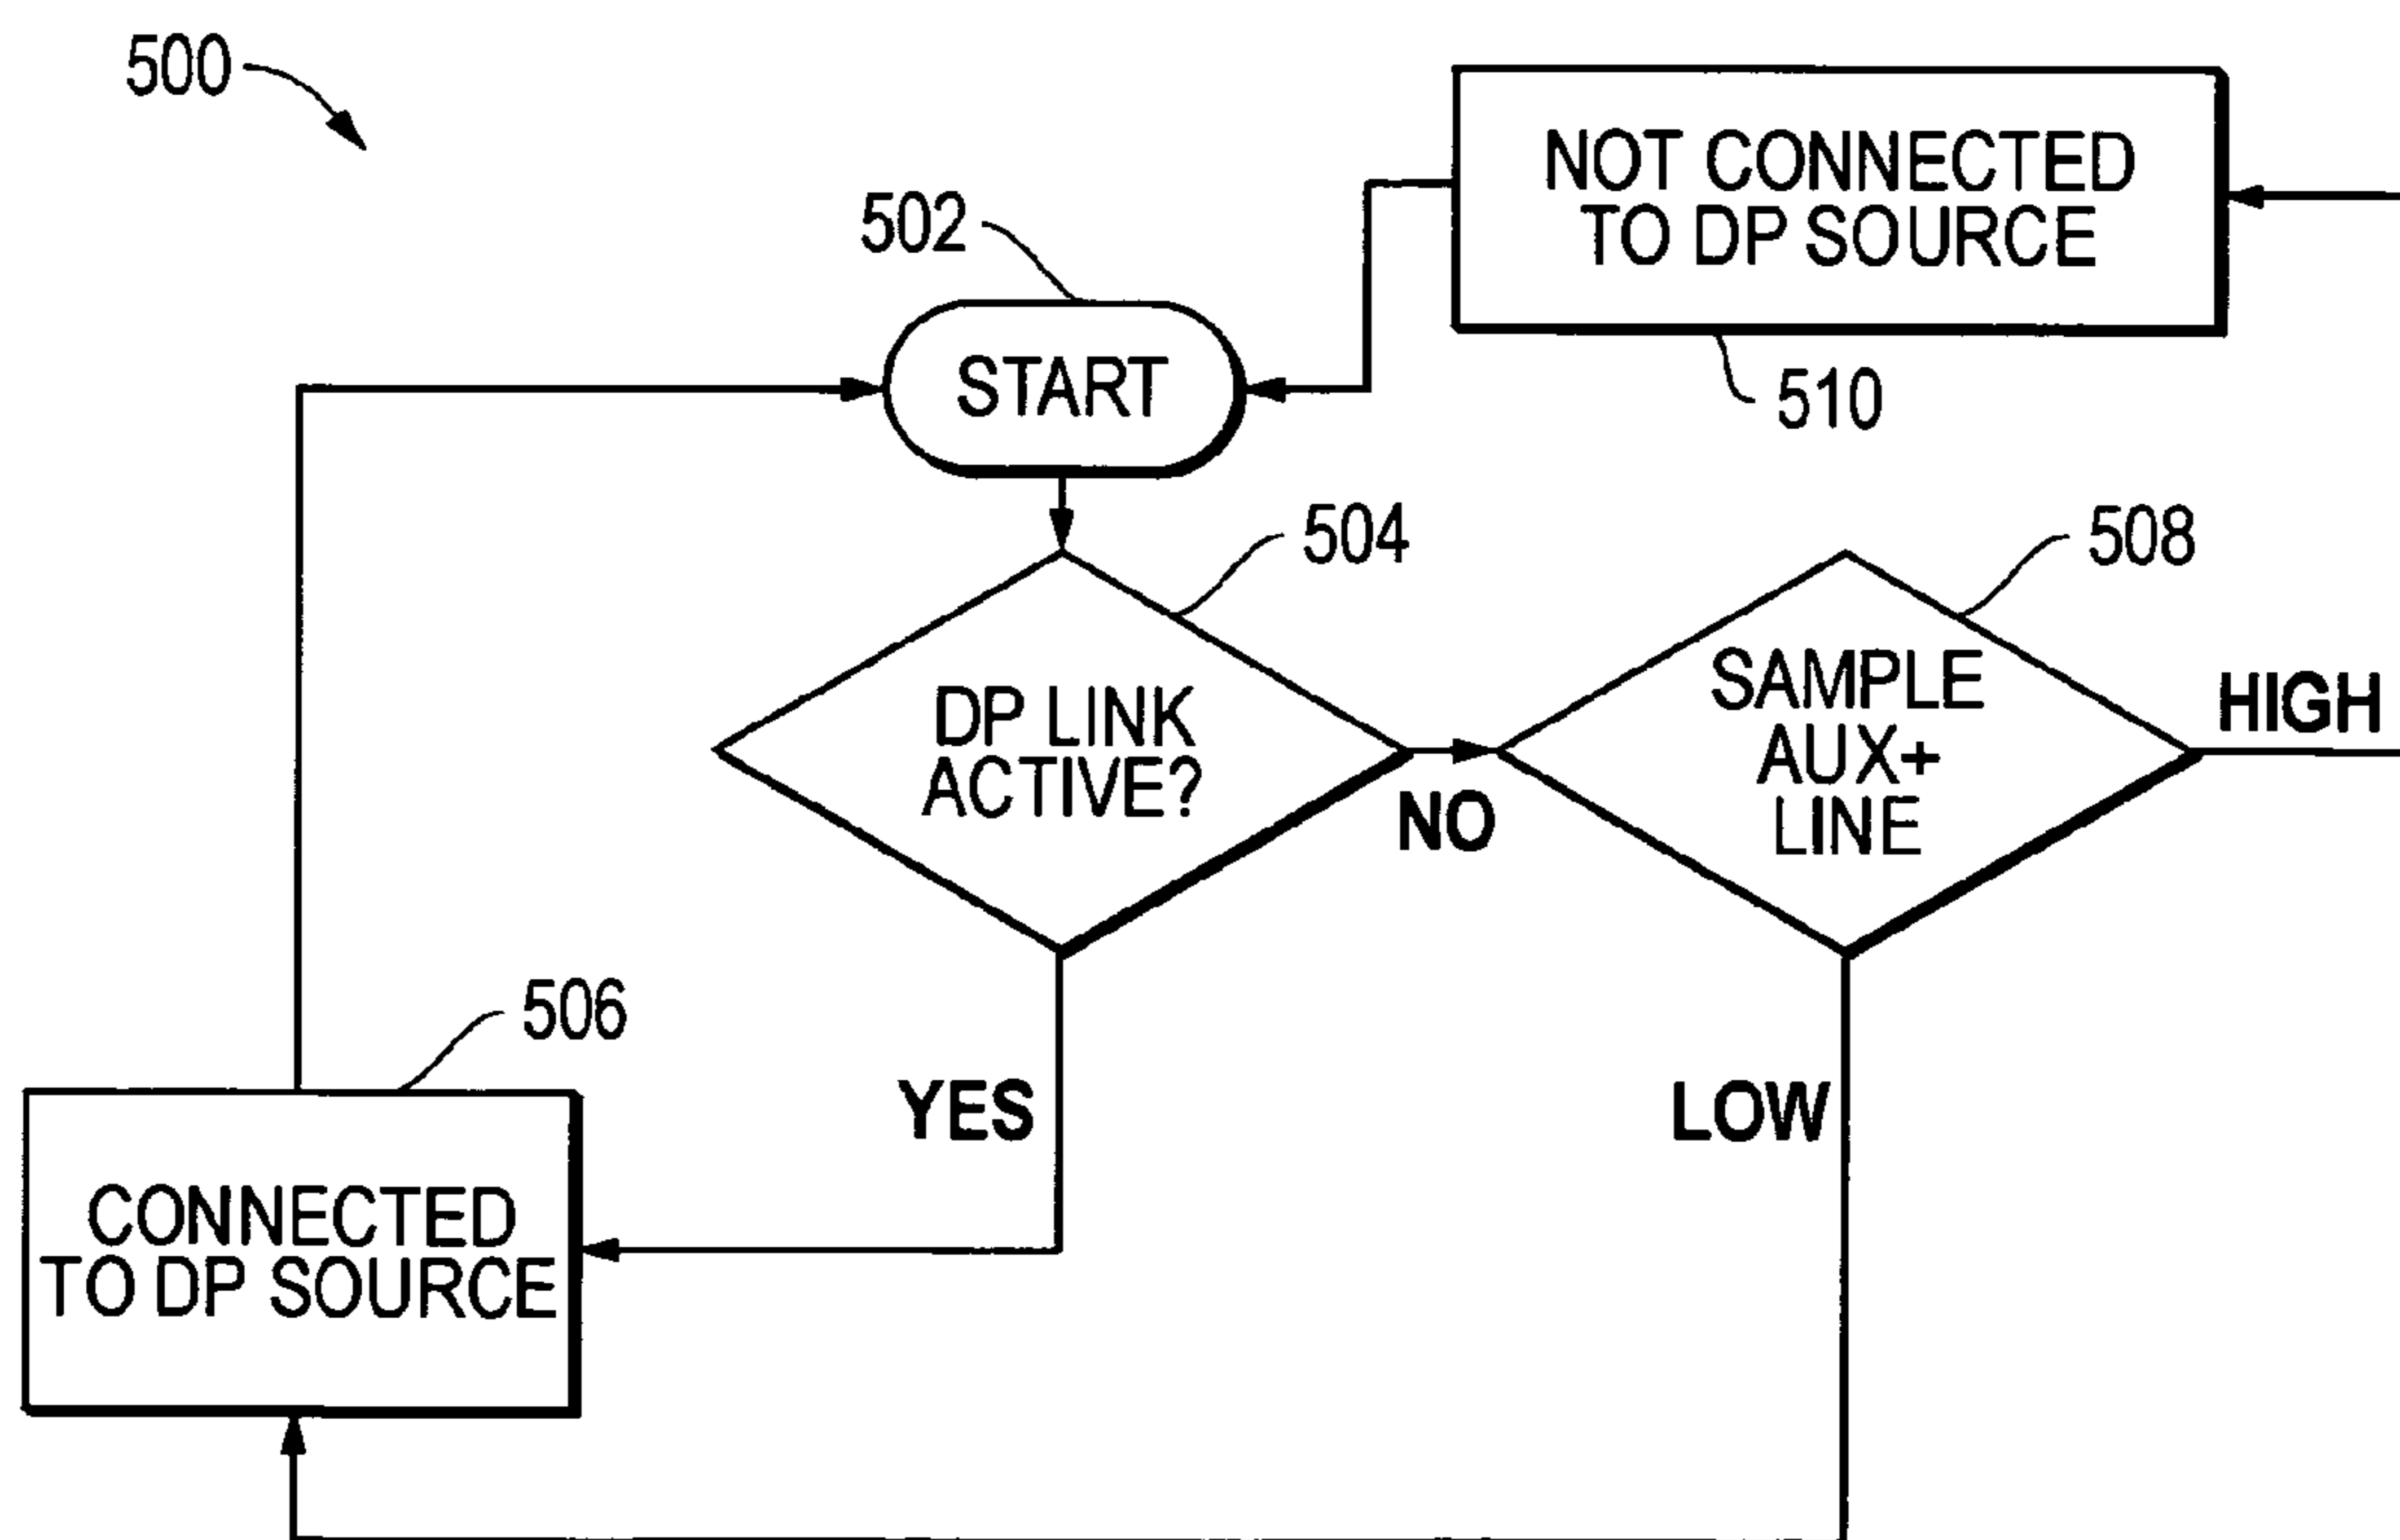 500
NOT CONNECTED
TO DP SOURCE
502
START
510
504
508
DP LINK
ACTIVE?
SAMPLE
AUX+
LINE
HIGH
NO
506
YES
LOW
CONNECTED
TO DP SOURCE